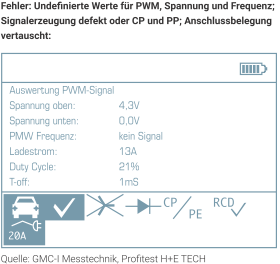 Fehler: Undefinierte Werte für PWM, Spannung und Frequenz;
Signalerzeugung defekt oder CP und PP; Anschlussbelegung
vertauscht:
Auswertung PWM-Signal
Spannung oben: 4,3V
Spannung unten: 0,0V
PMW Frequenz: kein Signal
Ladestrom: 13A
Duty Cycle: 21%
T-off: 1mS
CP/PE RCD
20A
Quelle: GMC-I Messtechnik, Profitest H+E TECH